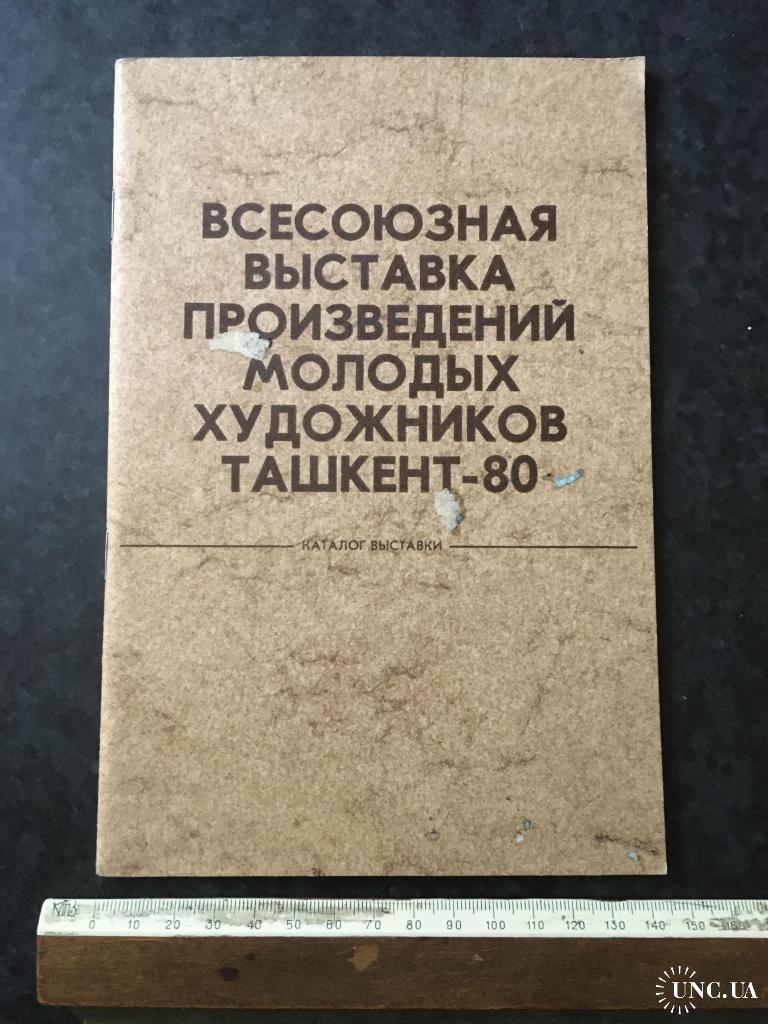 ВСЕСОЮЗНАЯ
ВЫСТАВКА
ПРОИЗВЕДЕНИЙ
МОЛОДЫХ
ХУДОЖНИКОВ
ТАШКЕНТ-80
КАТАЛОГ ВЫСТАВКИ
0 10 20 30 40 50 60 70 80 90 100 110 120 130 140 150 160
UNC.UA